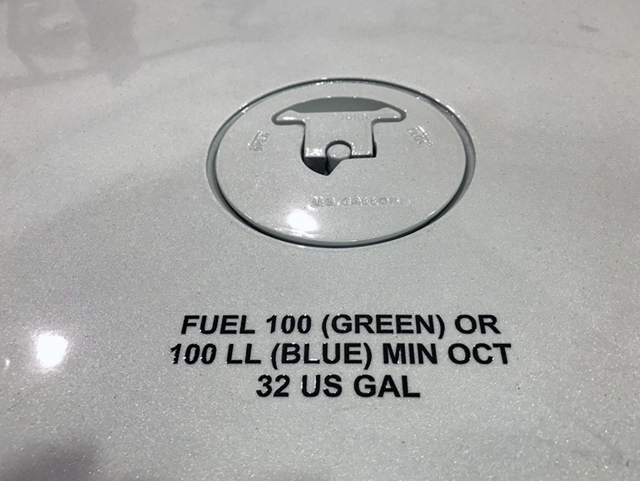 FUEL 100 (GREEN) OR
100 LL (BLUE) MIN OCT
32 US GAL